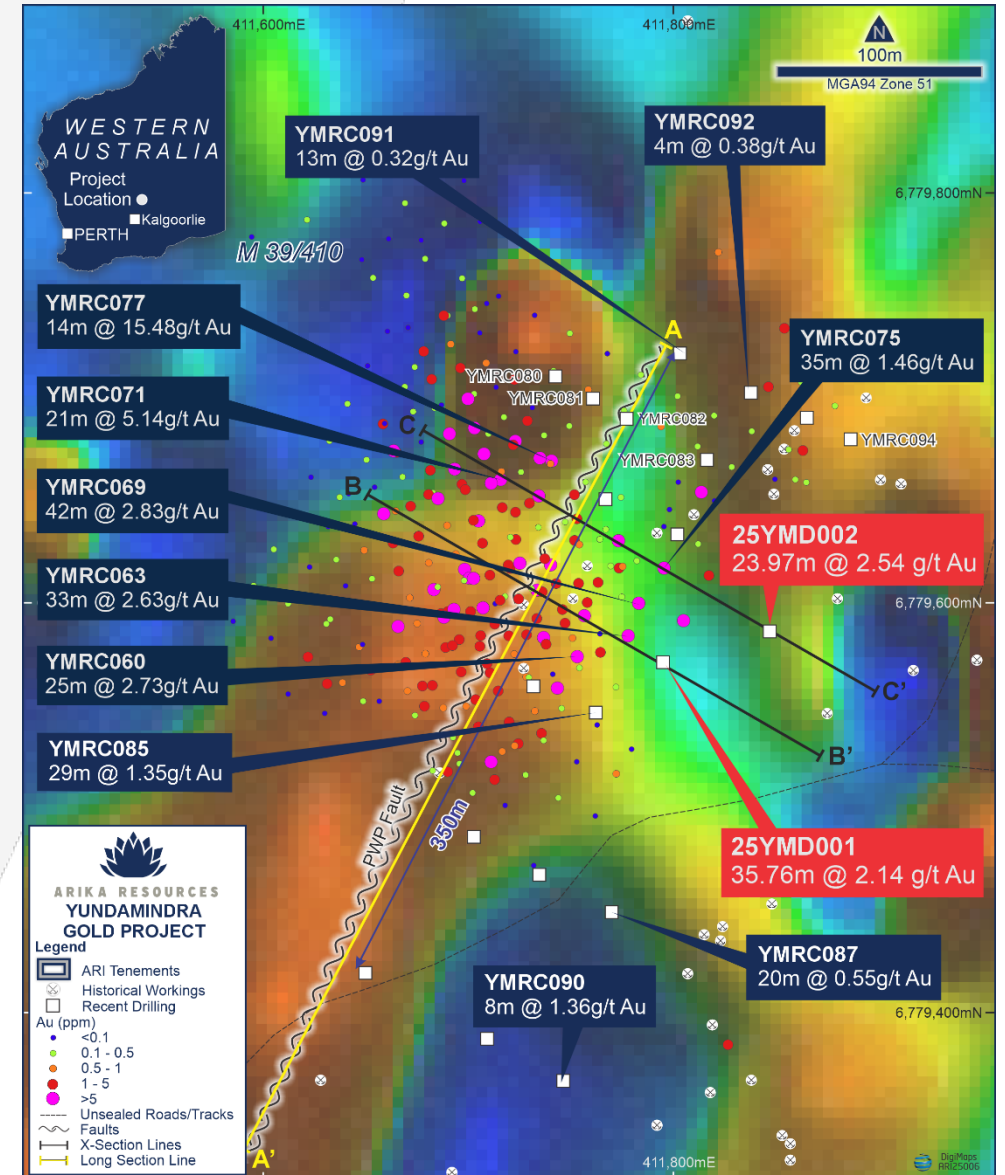 411,600mE
411,800mE
N
100m
MGA94 Zone 51
WESTERN
AUSTRALIA
Project
Location
Kalgoorlie
PERTH
M 39/410
YMRC091
13m @ 0.32g/t Au
YMRC092
4m @ 0.38g/t Au
6,779,800mN
YMRC077
14m @ 15.48g/t Au
A
YMRC075
35m @ 1.46g/t Au
YMRC080
YMRC081
YMRC082
YMRC083
YMRC094
YMRC071
21m @ 5.14g/t Au
C
B
YMRC069
42m @ 2.83g/t Au
25YMD002
23.97m @ 2.54 g/t Au
YMRC063
33m @ 2.63g/t Au
6,779,600mN
YMRC060
25m @ 2.73g/t Au
C'
B'
YMRC085
29m @ 1.35g/t Au
PWP Fault
350m
25YMD001
35.76m @ 2.14 g/t Au
YMRC087
20m @ 0.55g/t Au
YMRC090
8m @ 1.36g/t Au
6,779,400mN
ARIKA RESOURCES
YUNDAMINDRA
GOLD PROJECT
Legend
ARI Tenements
Historical Workings
Recent Drilling
Au (ppm)
<0.1
0.1 - 0.5
0.5 - 1
1 - 5
>5
Unsealed Roads/Tracks
Faults
X-Section Lines
Long Section Line
A'
411,800mE
DigiMaps
ARI25006